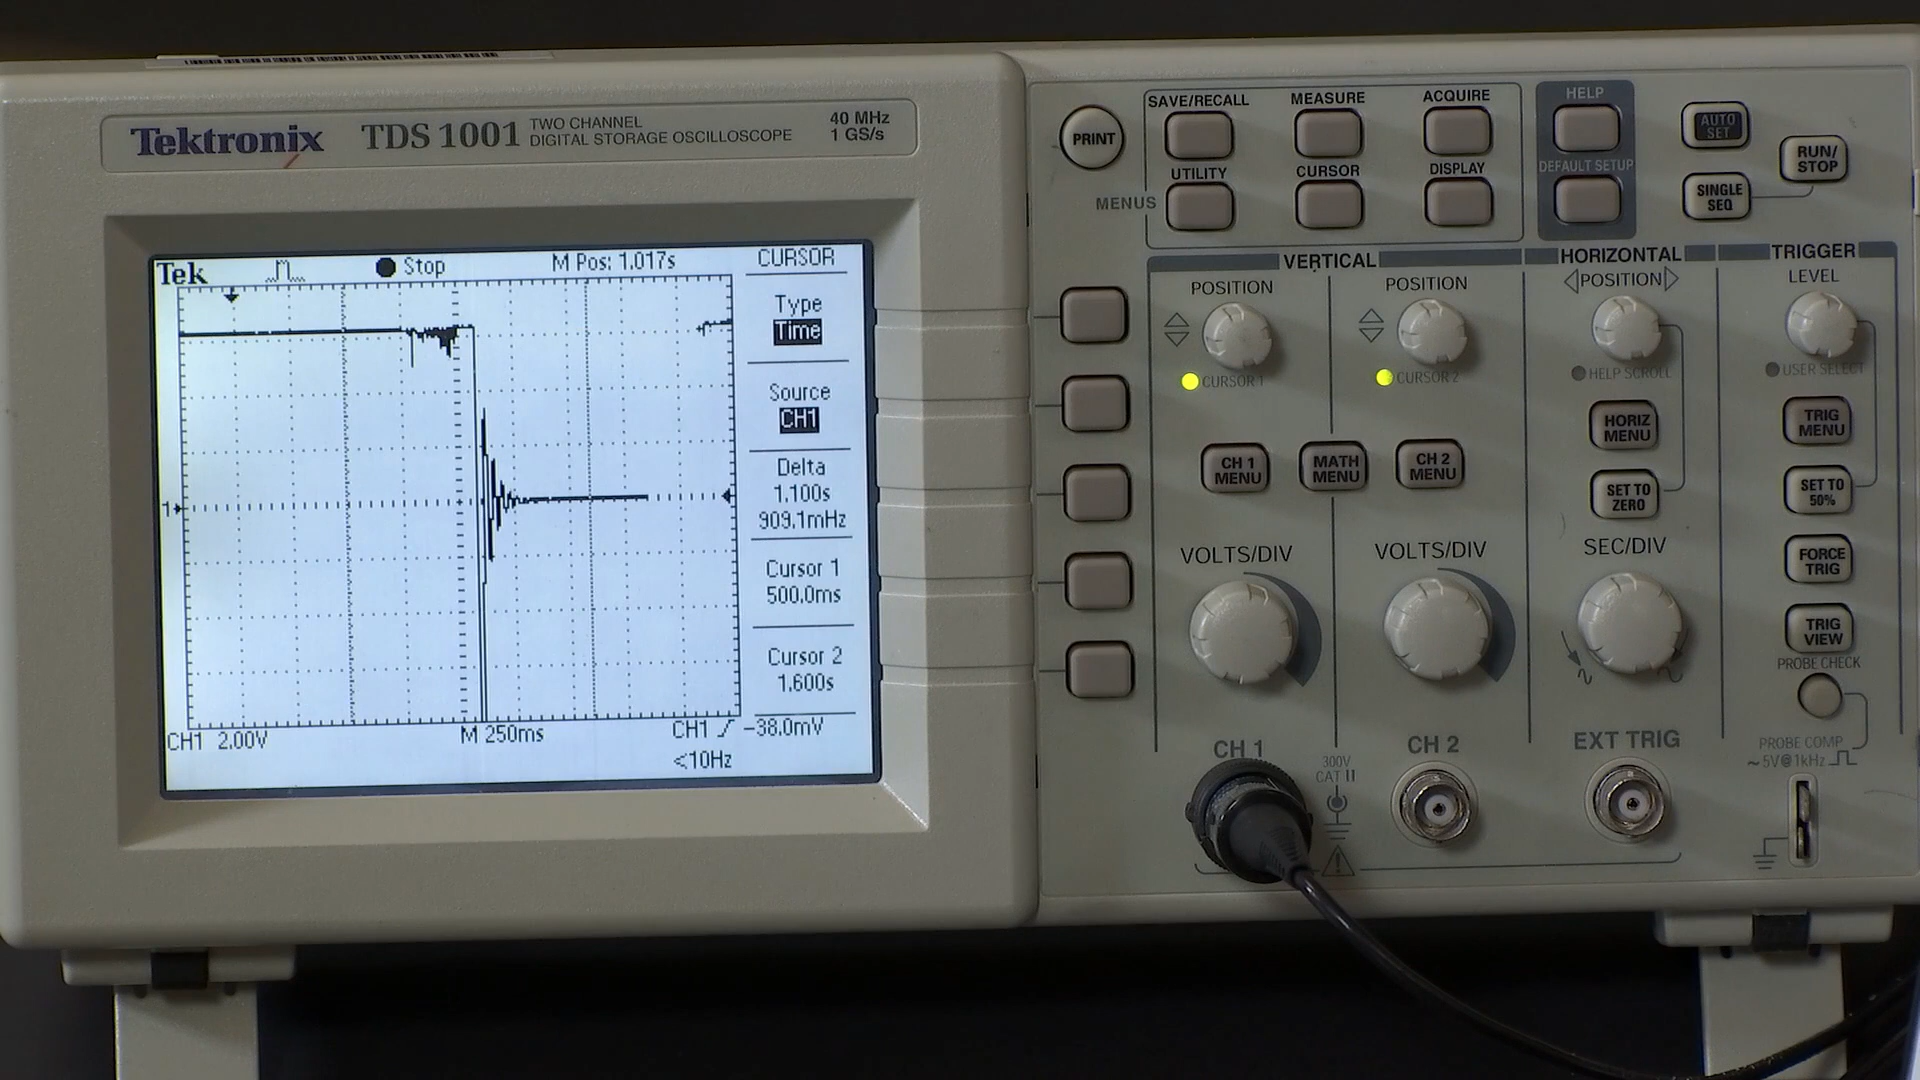 Tektronix TDS 1001 TWO CHANNEL DIGITAL STORAGE OSCILLOSCOPE 40 MHz 1 GS/s
Tek Stop M Pos: 1.017s CURSOR
Type
Time
Source
CH1
Delta
1.100s
909.1mHz
Cursor 1
500.0ms
Cursor 2
1.600s
1
CH1 2.00V M 250ms CH1 -38.0mV
<10Hz
PRINT
SAVE/RECALL MEASURE ACQUIRE
UTILITY CURSOR DISPLAY
MENUS
HELP
DEFAULT SETUP
AUTO SET
RUN/STOP
SINGLE SEQ
VERTICAL HORIZONTAL TRIGGER
POSITION POSITION POSITION LEVEL
CURSOR 1 CURSOR 2 HELP SCROLL USER SELECT
HORIZ MENU TRIG MENU
CH 1 MENU MATH MENU CH 2 MENU
SET TO ZERO SET TO 50%
VOLTS/DIV VOLTS/DIV SEC/DIV
FORCE TRIG
TRIG VIEW
PROBE CHECK
CH 1 CH 2 EXT TRIG
300V
CAT II
PROBE COMP
~5V@1kHz